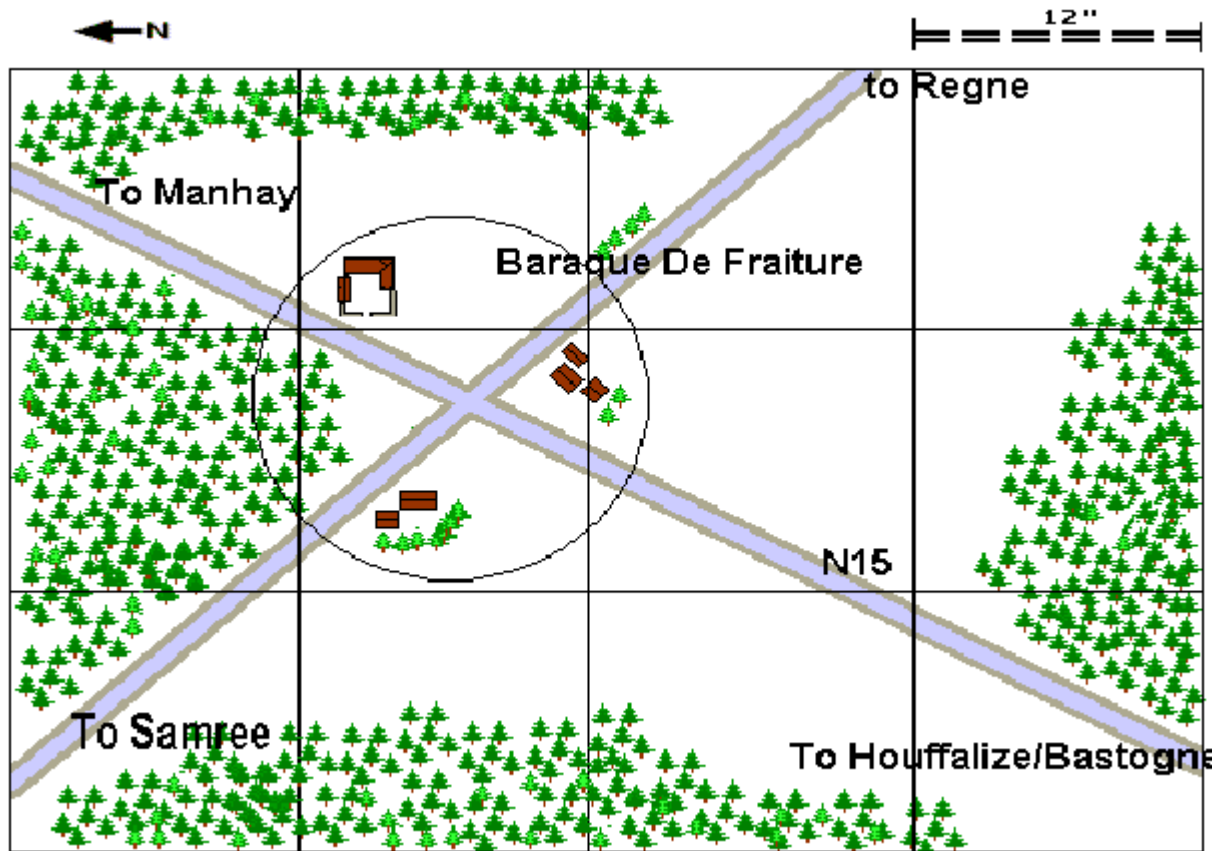 N
12"
to Regne
To Manhay
Baraque De Fraiture
N15
To Samree
To Houffalize/Bastogne